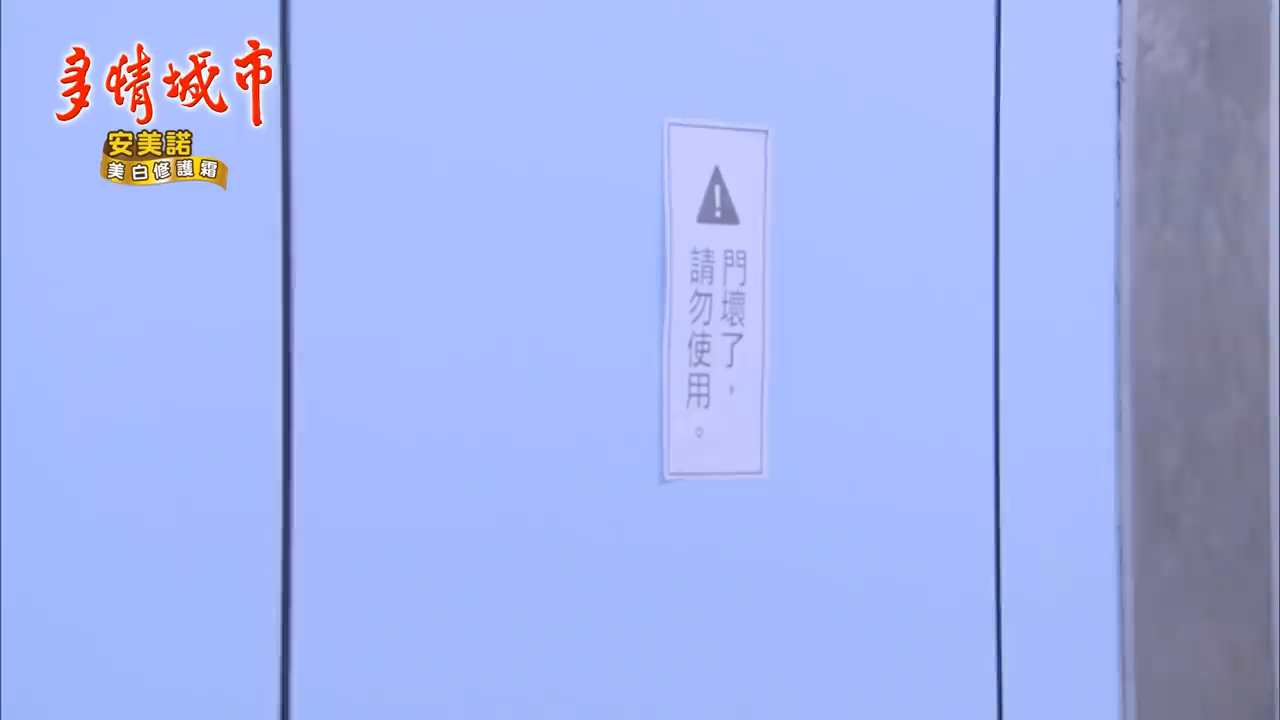 多情城市
安美諾
美白修護霜
門壞了，
請勿使用。